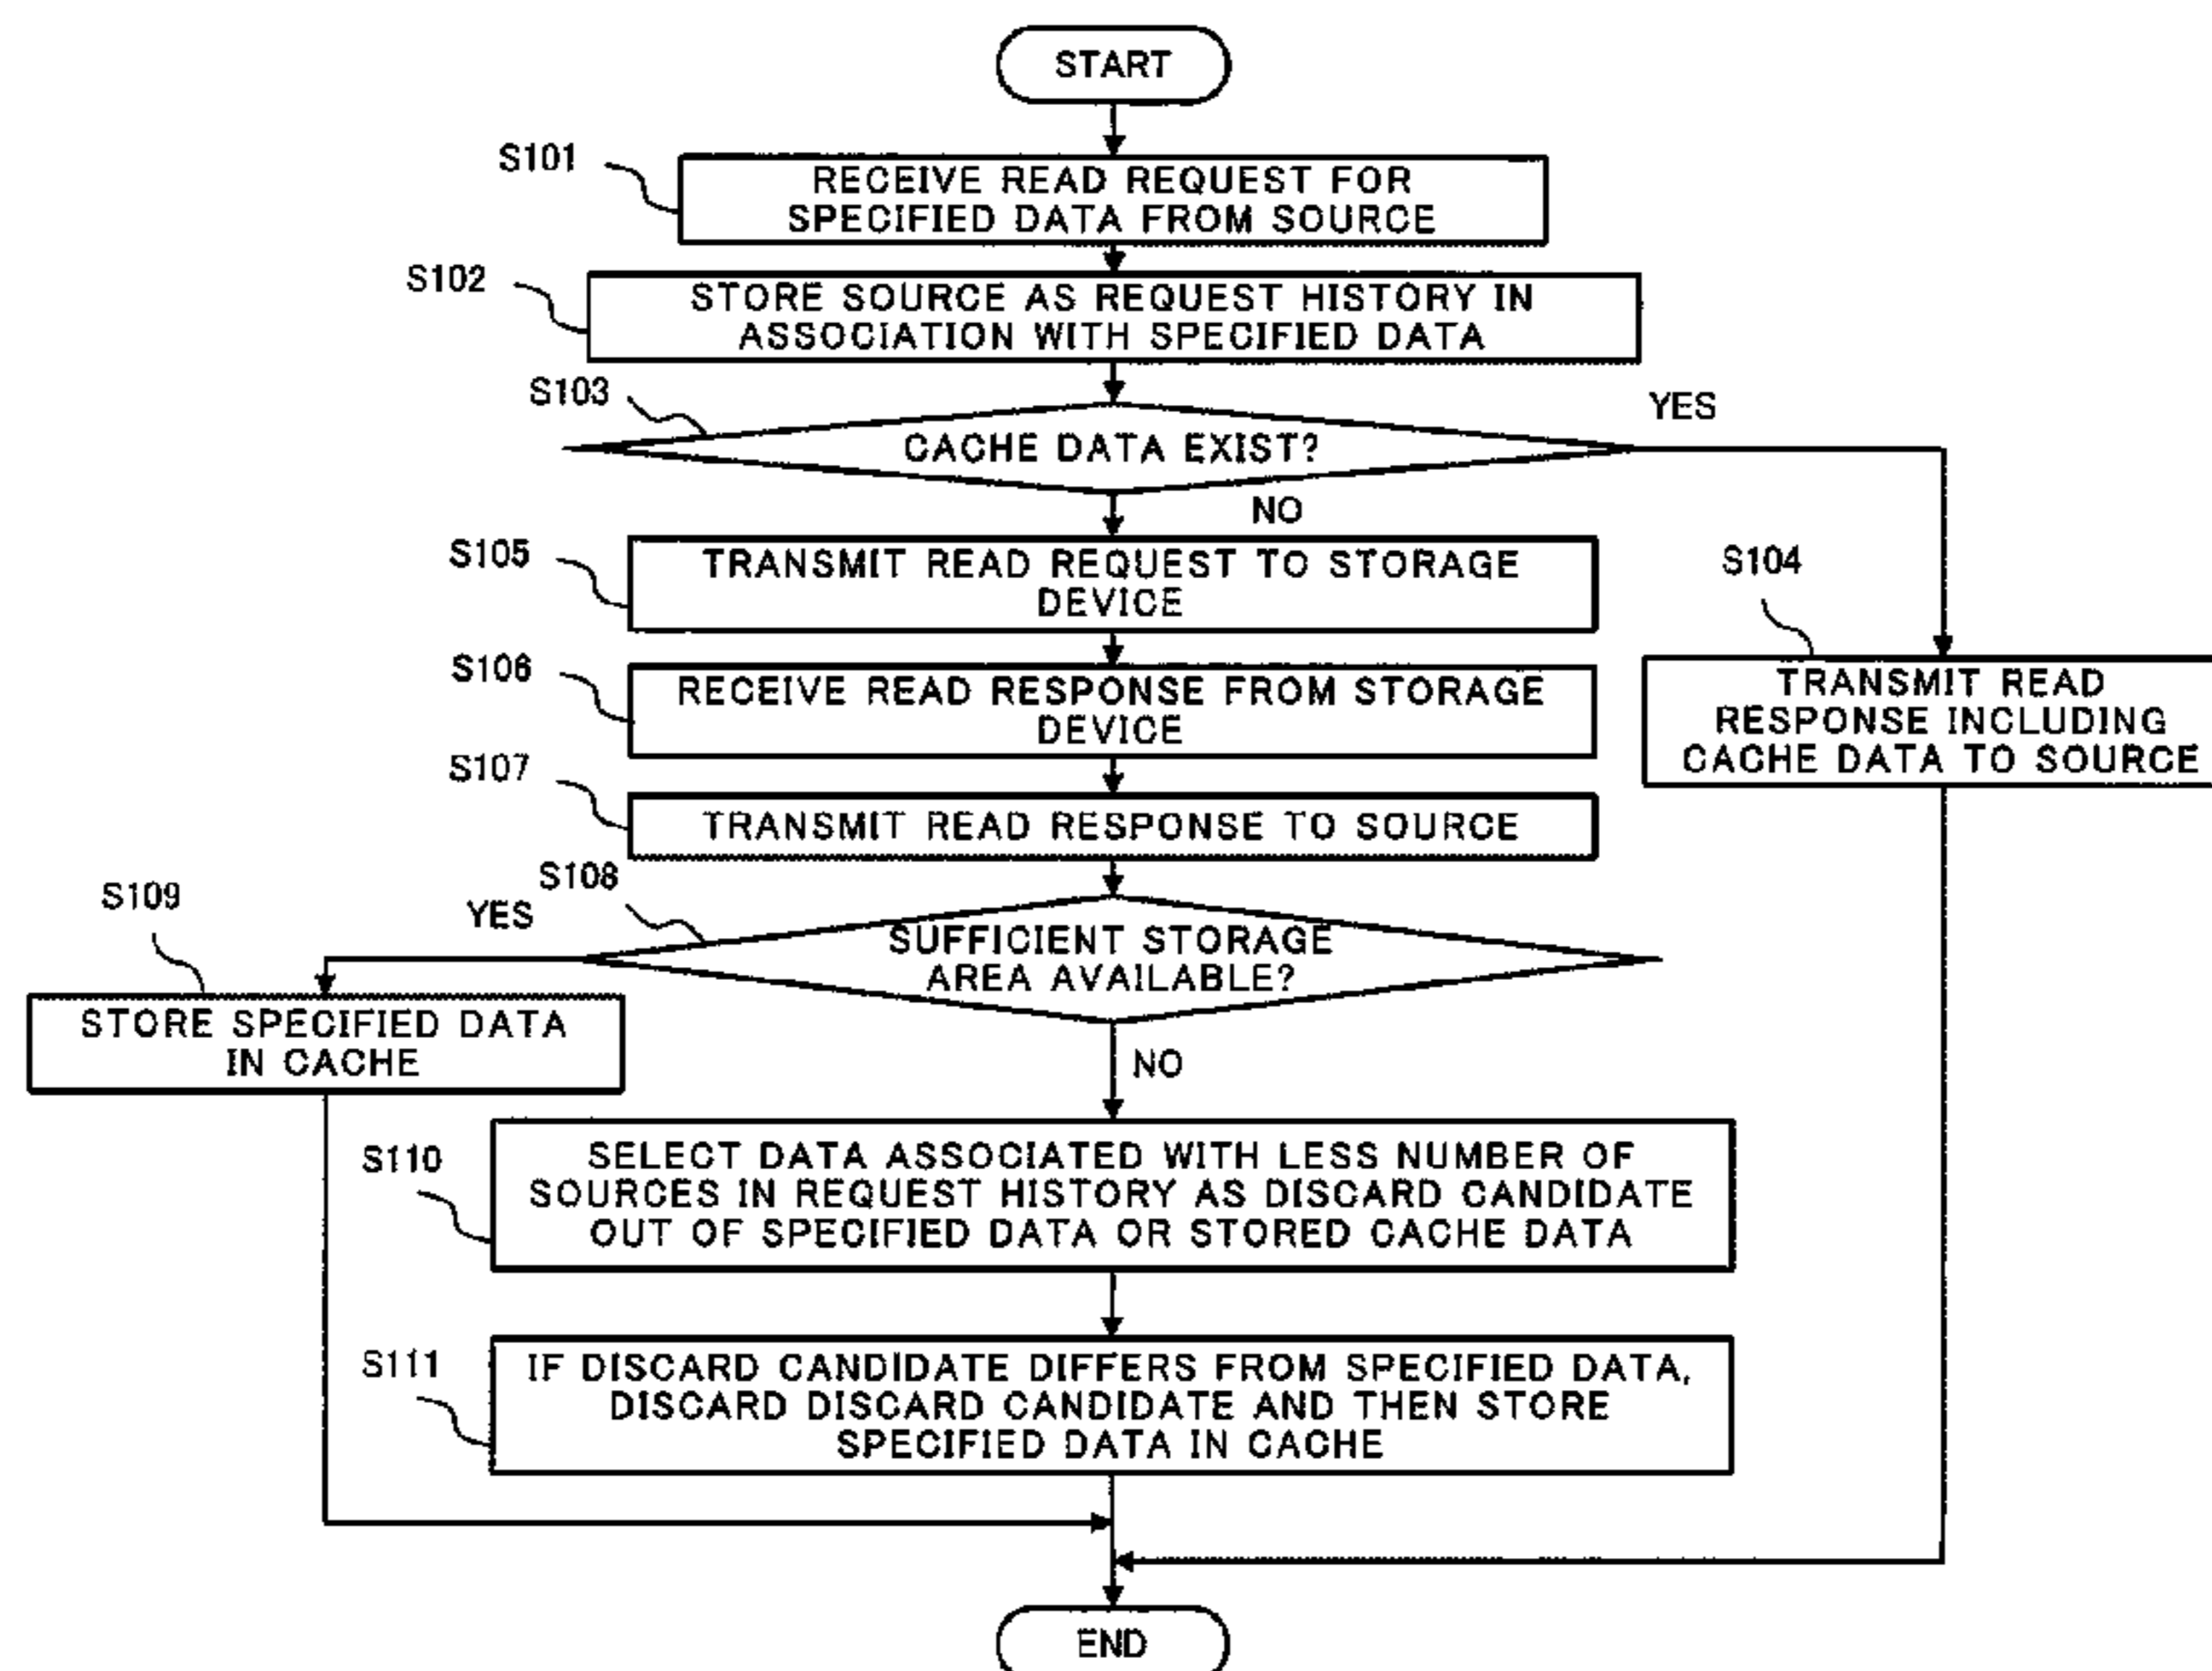 START
S101
RECEIVE READ REQUEST FOR
SPECIFIED DATA FROM SOURCE
S102
STORE SOURCE AS REQUEST HISTORY IN
ASSOCIATION WITH SPECIFIED DATA
S103
CACHE DATA EXIST?
YES
NO
S105
TRANSMIT READ REQUEST TO STORAGE
DEVICE
S104
TRANSMIT READ
RESPONSE INCLUDING
CACHE DATA TO SOURCE
S106
RECEIVE READ RESPONSE FROM STORAGE
DEVICE
S107
TRANSMIT READ RESPONSE TO SOURCE
S108
SUFFICIENT STORAGE
AREA AVAILABLE?
YES
S109
STORE SPECIFIED DATA
IN CACHE
NO
S110
SELECT DATA ASSOCIATED WITH LESS NUMBER OF
SOURCES IN REQUEST HISTORY AS DISCARD CANDIDATE
OUT OF SPECIFIED DATA OR STORED CACHE DATA
S111
IF DISCARD CANDIDATE DIFFERS FROM SPECIFIED DATA,
DISCARD DISCARD CANDIDATE AND THEN STORE
SPECIFIED DATA IN CACHE
END